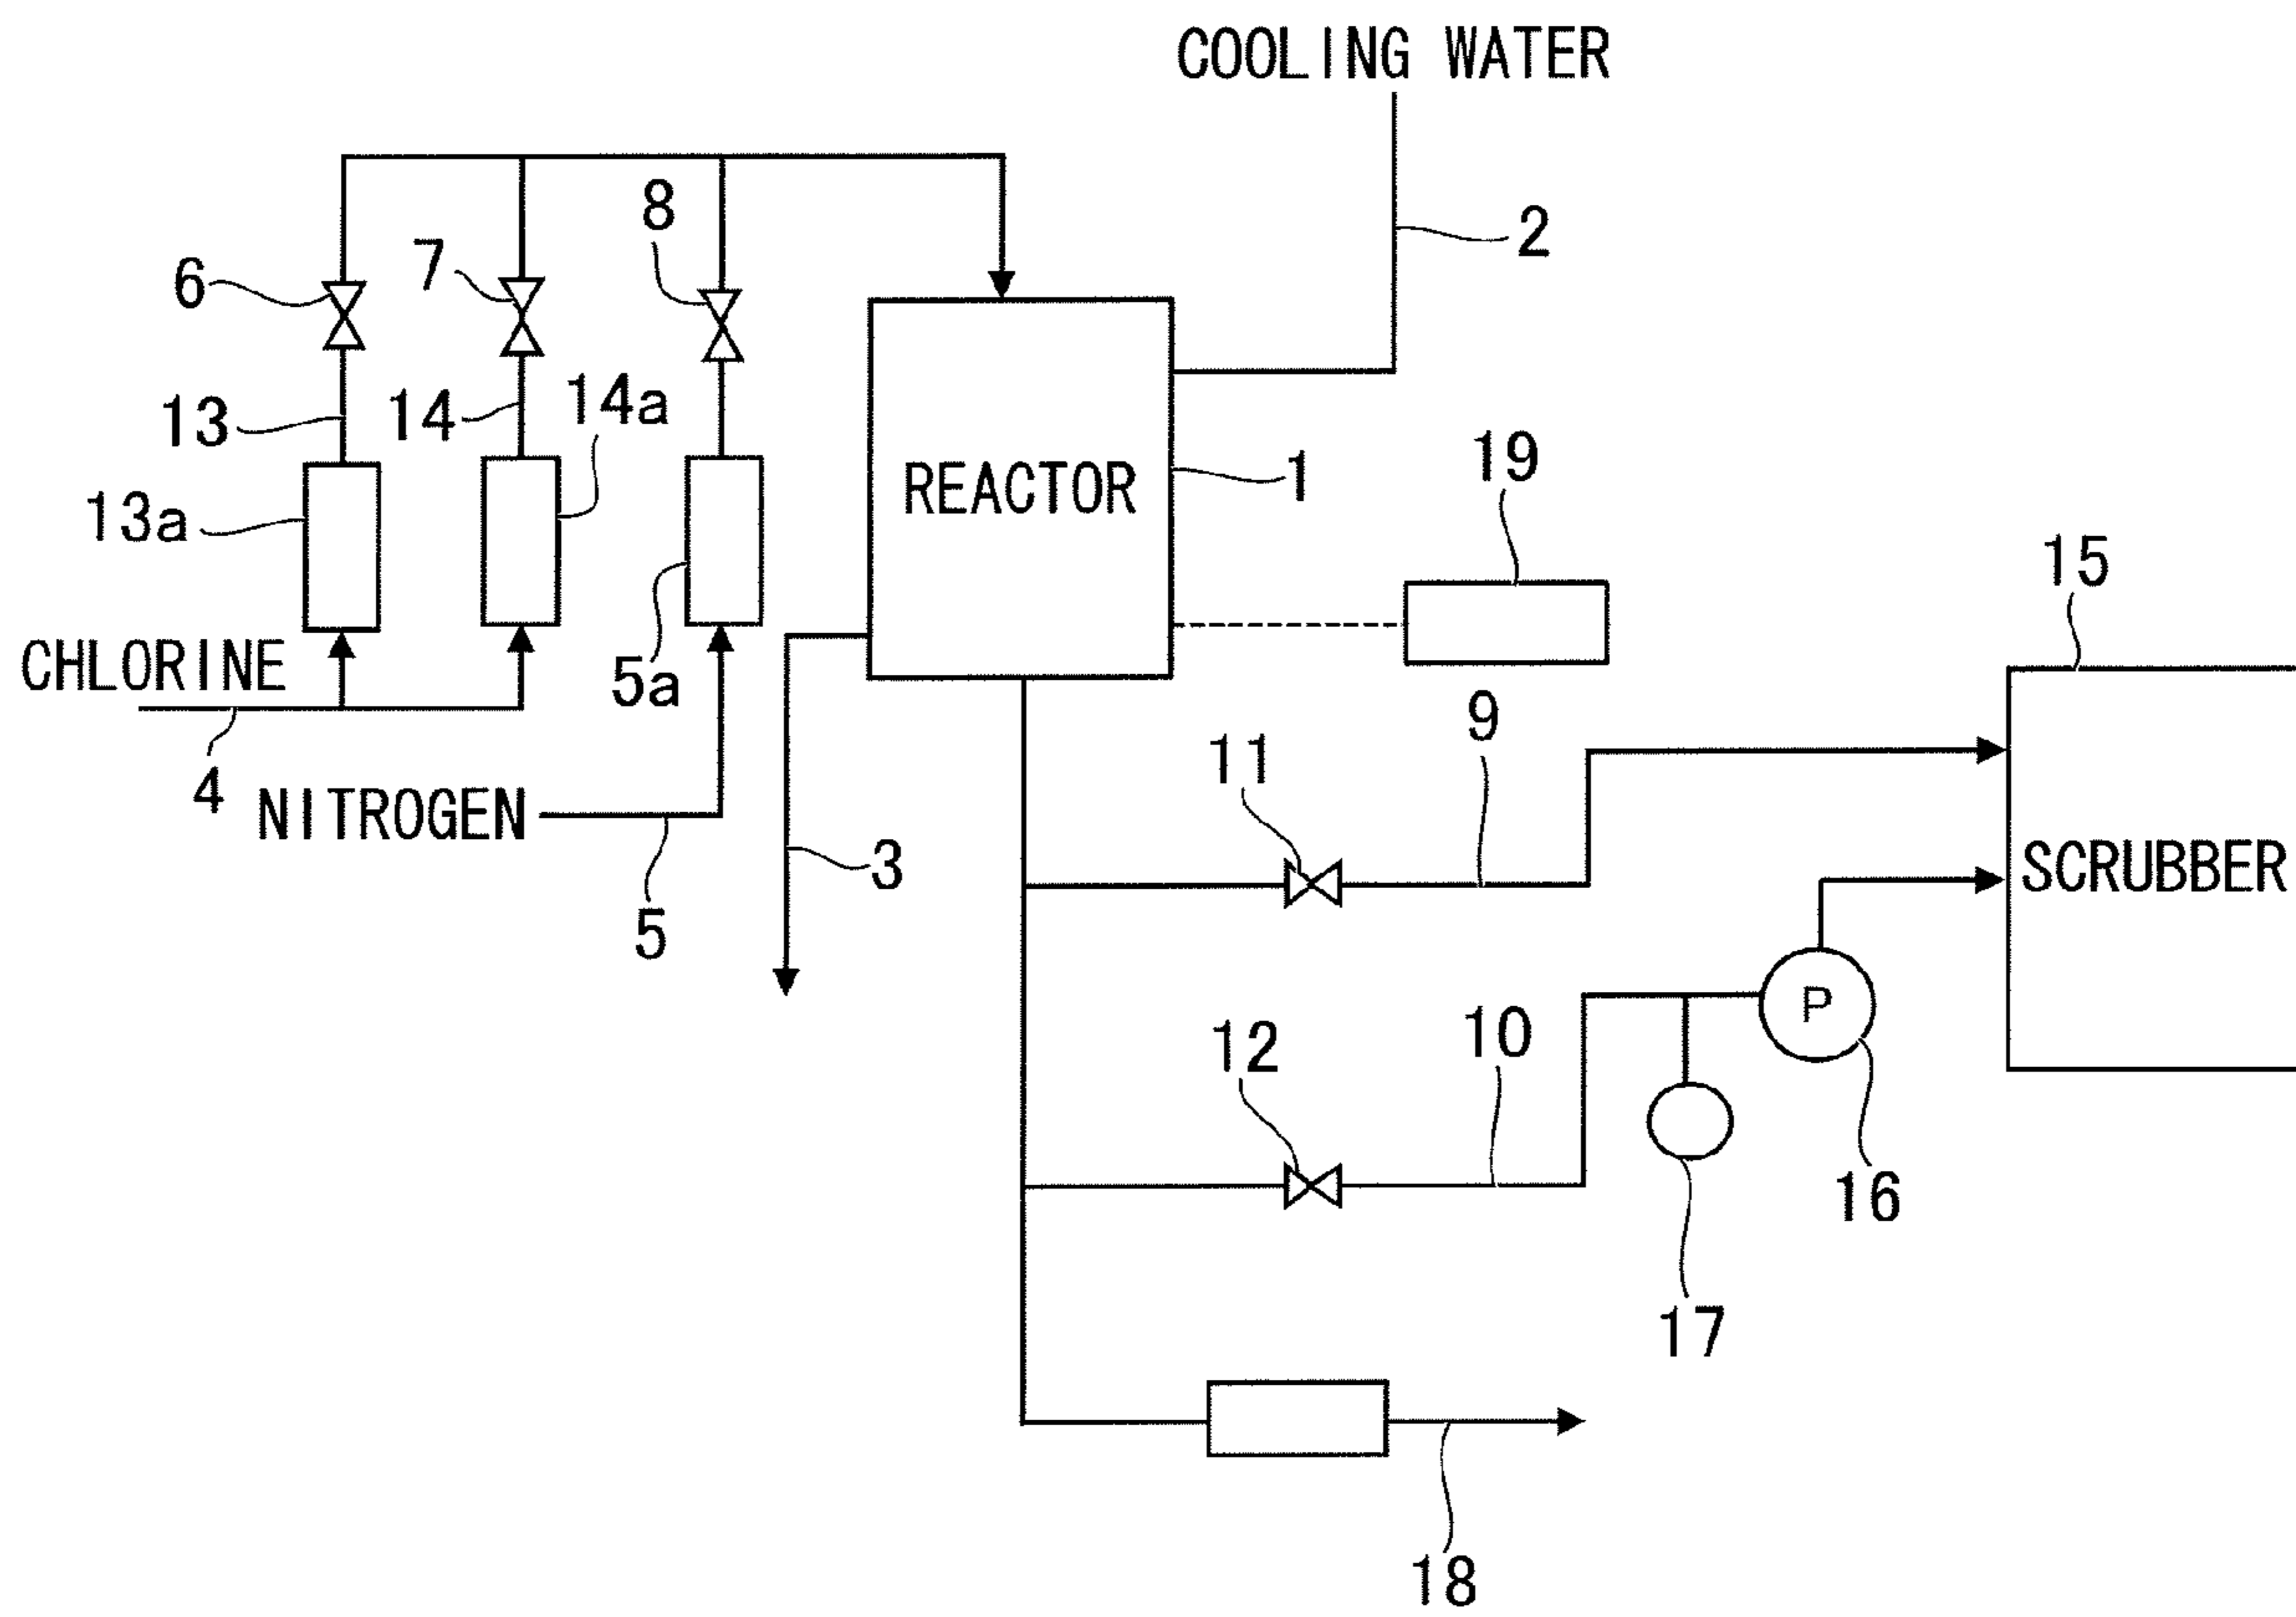 COOLING WATER
8
2
7
6
14a
13
14
19
1
REACTOR
13a
15
CHLORINE
5a
9
11
4
NITROGEN
3
SCRUBBER
5
P
10
12
16
17
18